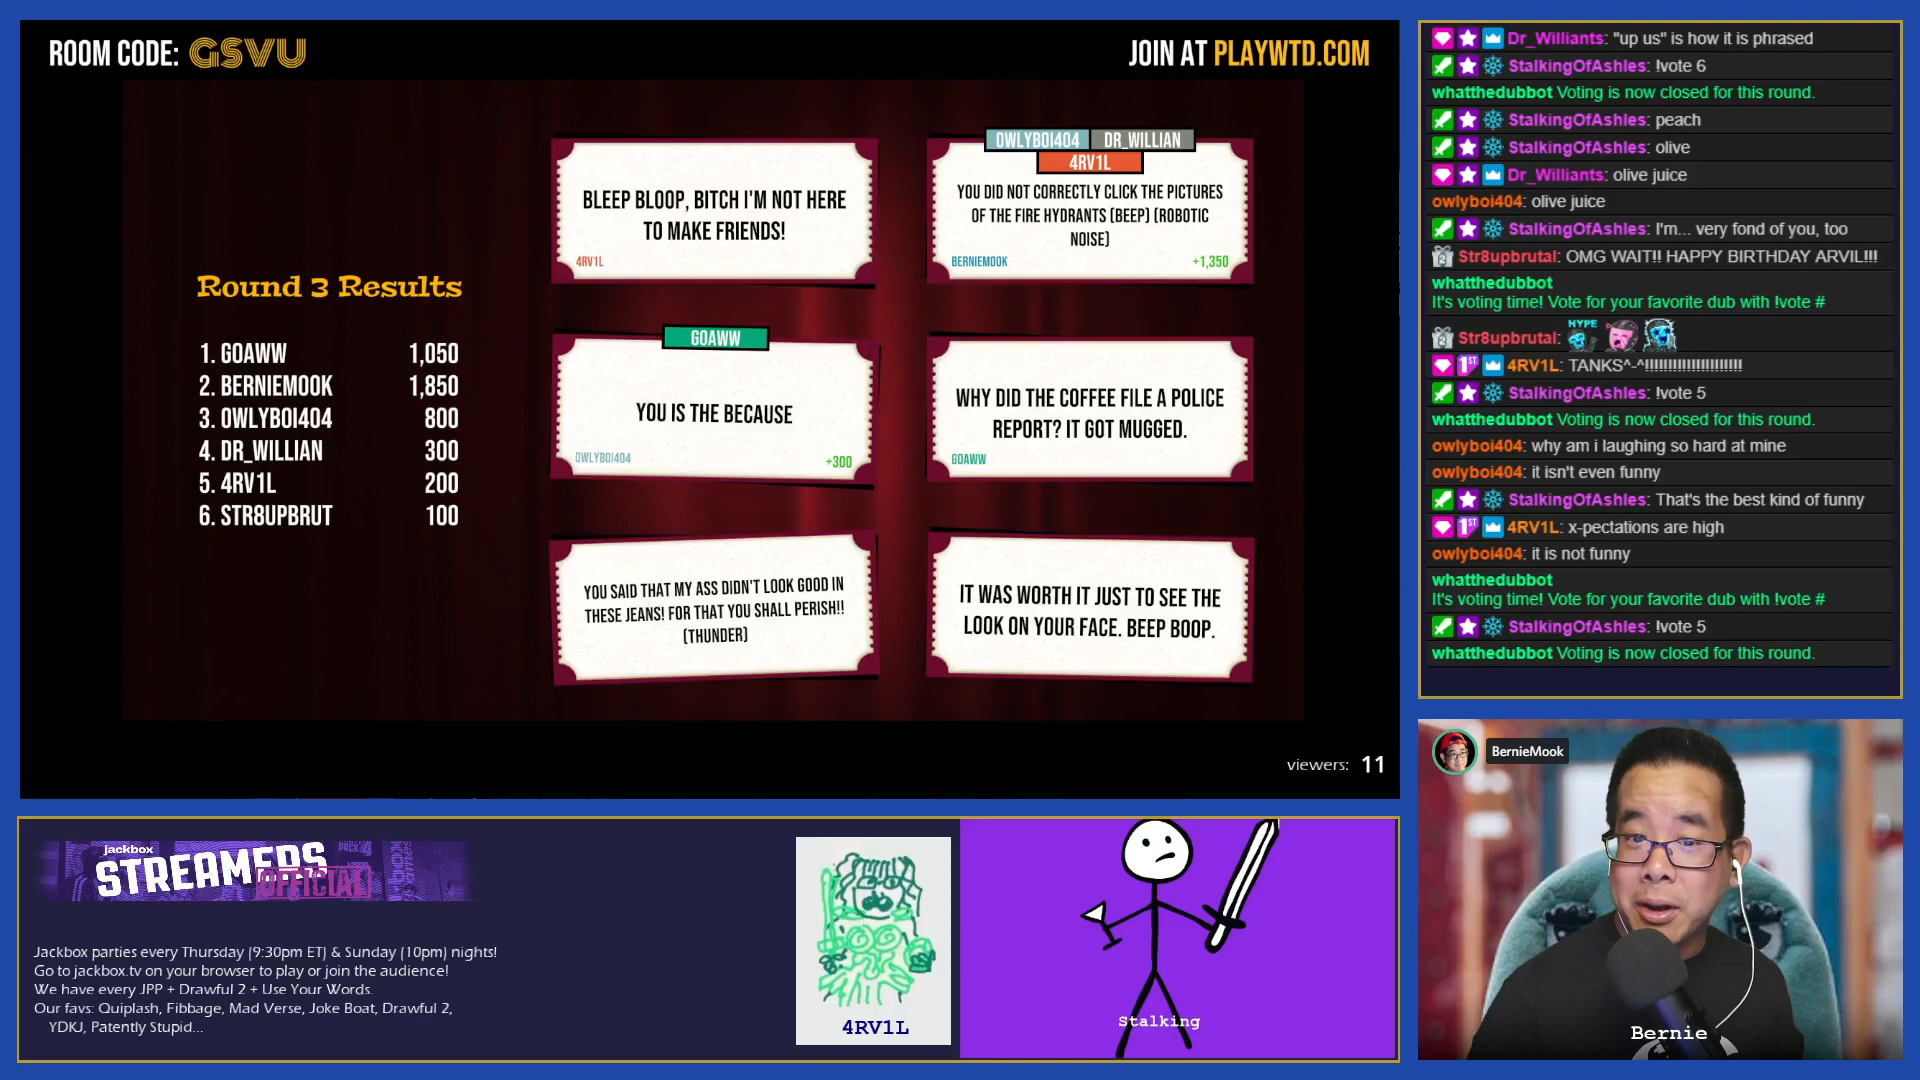 ROOM CODE: GSVU
JOIN AT PLAYWTD.COM
Round 3 Results
1. GOAWW 1,050
2. BERNIEMOOK 1,850
3. OWLYBOI404 800
4. DR_WILLIAN 300
5. 4RV1L 200
6. STR8UPBRUT 100
BLEEP BLOOP, BITCH I'M NOT HERE
TO MAKE FRIENDS!
4RV1L
OWLYBOI404 DR_WILLIAN
4RV1L
YOU DID NOT CORRECTLY CLICK THE PICTURES
OF THE FIRE HYDRANTS (BEEP) (ROBOTIC
NOISE)
BERNIEMOOK +1,350
GOAWW
YOU IS THE BECAUSE
OWLYBOI404 +300
WHY DID THE COFFEE FILE A POLICE
REPORT? IT GOT MUGGED.
GOAWW
YOU SAID THAT MY ASS DIDN'T LOOK GOOD IN
THESE JEANS! FOR THAT YOU SHALL PERISH!!
(THUNDER)
IT WAS WORTH IT JUST TO SEE THE
LOOK ON YOUR FACE. BEEP BOOP.
viewers: 11
Dr_Williants: "up us" is how it is phrased
StalkingOfAshles: !vote 6
whatthedubbot Voting is now closed for this round.
StalkingOfAshles: peach
StalkingOfAshles: olive
Dr_Williants: olive juice
owlyboi404: olive juice
StalkingOfAshles: I'm... very fond of you, too
Str8upbrutal: OMG WAIT!! HAPPY BIRTHDAY ARVIL!!!
whatthedubbot
It's voting time! Vote for your favorite dub with !vote #
Str8upbrutal: HYPE
1ST 4RV1L: TANKS^-^!!!!!!!!!!!!!!!!!!!!!
StalkingOfAshles: !vote 5
whatthedubbot Voting is now closed for this round.
owlyboi404: why am i laughing so hard at mine
owlyboi404: it isn't even funny
StalkingOfAshles: That's the best kind of funny
1ST 4RV1L: x-pectations are high
owlyboi404: it is not funny
whatthedubbot
It's voting time! Vote for your favorite dub with !vote #
StalkingOfAshles: !vote 5
whatthedubbot Voting is now closed for this round.
jackbox
STREAMERS
OFFICIAL
Jackbox parties every Thursday (9:30pm ET) & Sunday (10pm) nights!
Go to jackbox.tv on your browser to play or join the audience!
We have every JPP + Drawful 2 + Use Your Words.
Our favs: Quiplash, Fibbage, Mad Verse, Joke Boat, Drawful 2,
YDKJ, Patently Stupid...
4RV1L
Stalking
BernieMook
Bernie